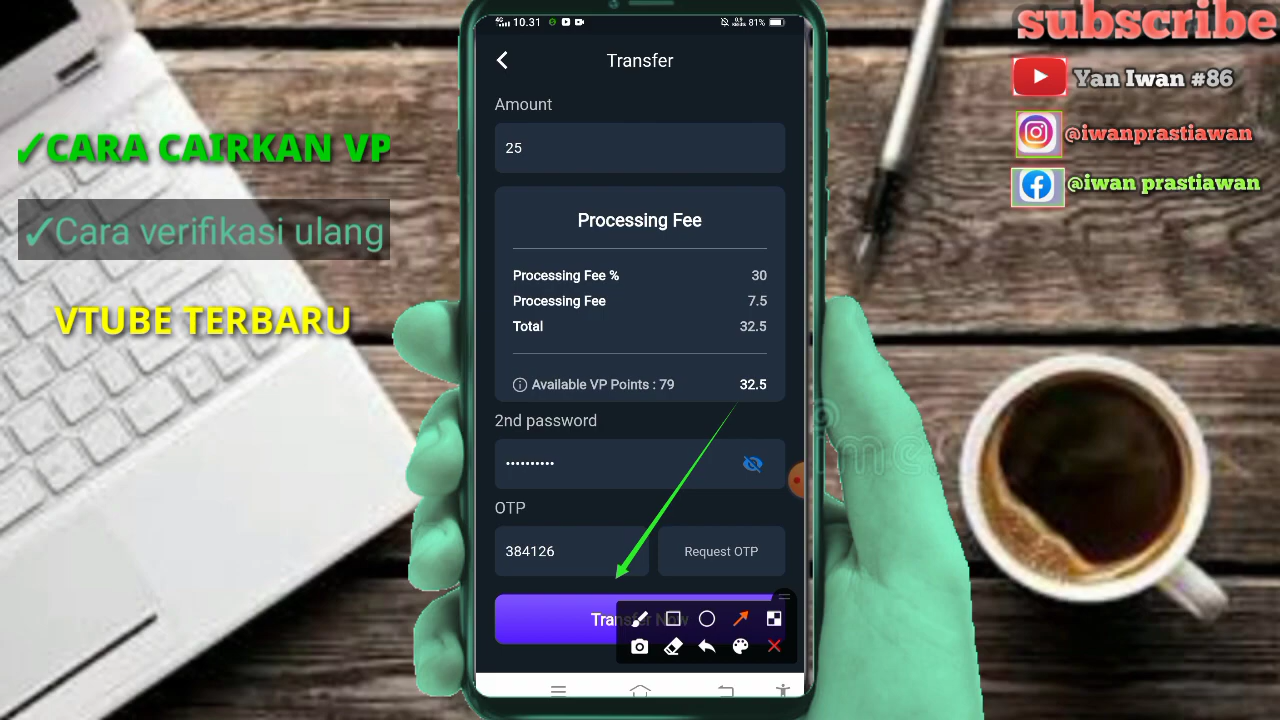 subscribe
Yan Iwan #86
@iwanprastiawan
@iwan prastiawan
✓CARA CAIRKAN VP
✓Cara verifikasi ulang
VTUBE TERBARU
10.31
81%
Transfer
Amount
25
Processing Fee
Processing Fee % 30
Processing Fee 7.5
Total 32.5
Available VP Points : 79 32.5
2nd password
••••••••••
OTP
384126 Request OTP
Transfer Now